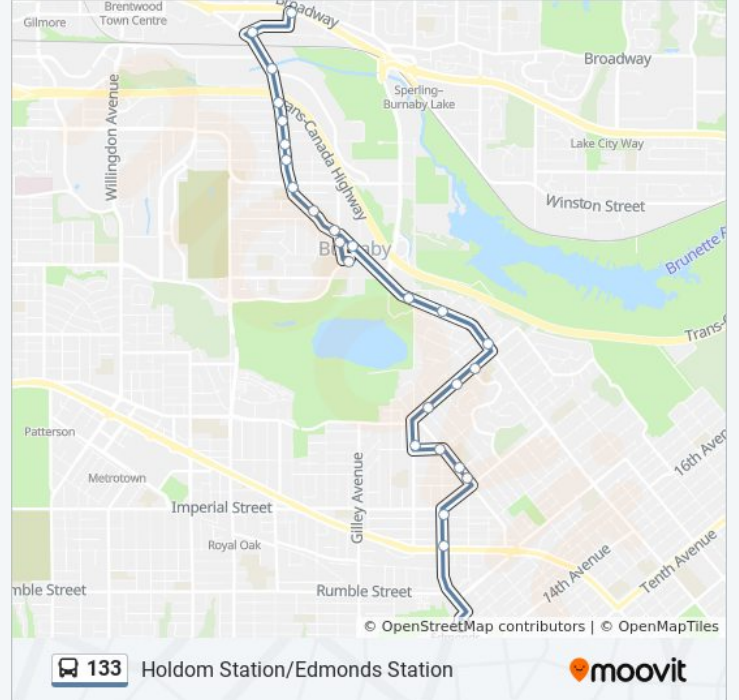 Broadway
Brentwood
Town Centre
Gilmore
Broadway
Sperling–
Burnaby Lake
Trans-Canada Highway
Willingdon Avenue
Lake City Way
Winston Street
Burnaby
Brunette R
Trans-C
Patterson
16th Aven
Metrotown
Gilley Avenue
Imperial Street
Royal Oak
14th Avenue
Tenth Avenue
mble Street
Rumble Street
© OpenStreetMap contributors | © OpenMapTiles
133 Holdom Station/Edmonds Station
moovit